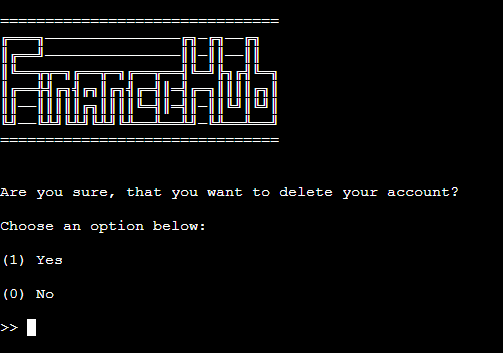 FinanceHub
Are you sure, that you want to delete your account?
Choose an option below:
(1) Yes
(0) No
>>